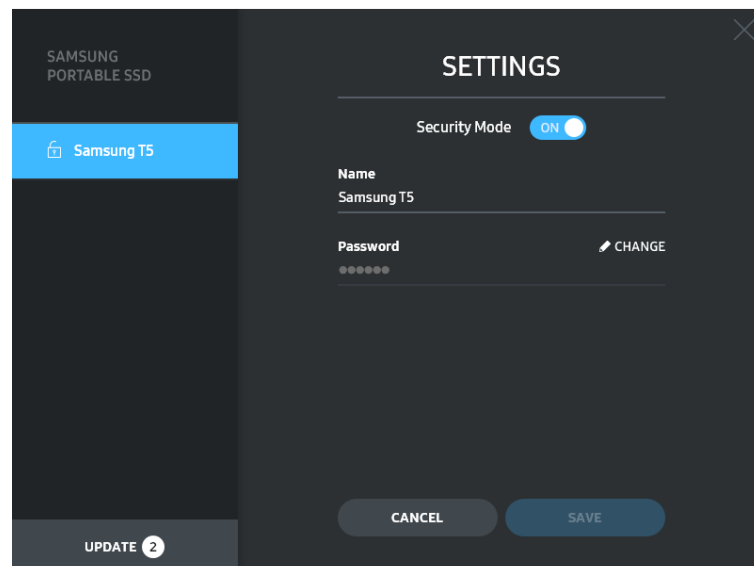 SAMSUNG
PORTABLE SSD
Samsung T5
UPDATE 2
SETTINGS
Security Mode ON
Name
Samsung T5
Password CHANGE
●●●●●●
CANCEL SAVE